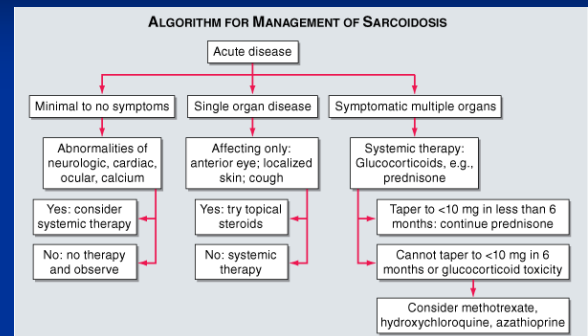 ALGORITHM FOR MANAGEMENT OF SARCOIDOSIS
Acute disease
Minimal to no symptoms
Single organ disease
Symptomatic multiple organs
Abnormalities of
neurologic, cardiac,
ocular, calcium
Affecting only:
anterior eye; localized
skin; cough
Systemic therapy:
Glucocorticoids, e.g.,
prednisone
Yes: consider
systemic therapy
Yes: try topical
steroids
Taper to <10 mg in less than 6
months: continue prednisone
No: no therapy
and observe
No: systemic
therapy
Cannot taper to <10 mg in 6
months or glucocorticoid toxicity
Consider methotrexate,
hydroxychloroquine, azathioprine